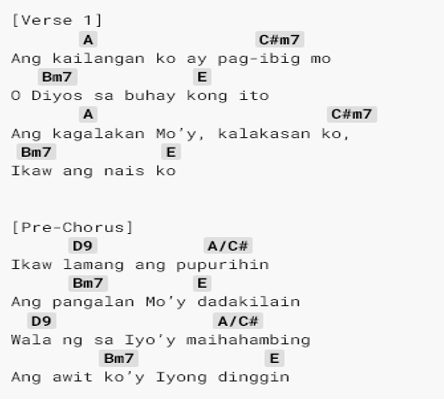 [Verse 1]
A C#m7
Ang kailangan ko ay pag-ibig mo
Bm7 E
O Diyos sa buhay kong ito
A C#m7
Ang kagalakan Mo’y, kalakasan ko,
Bm7 E
Ikaw ang nais ko
[Pre-Chorus]
D9 A/C#
Ikaw lamang ang pupurihin
Bm7 E
Ang pangalan Mo’y dadakilain
D9 A/C#
Wala ng sa Iyo’y maihahambing
Bm7 E
Ang awit ko’y Iyong dinggin